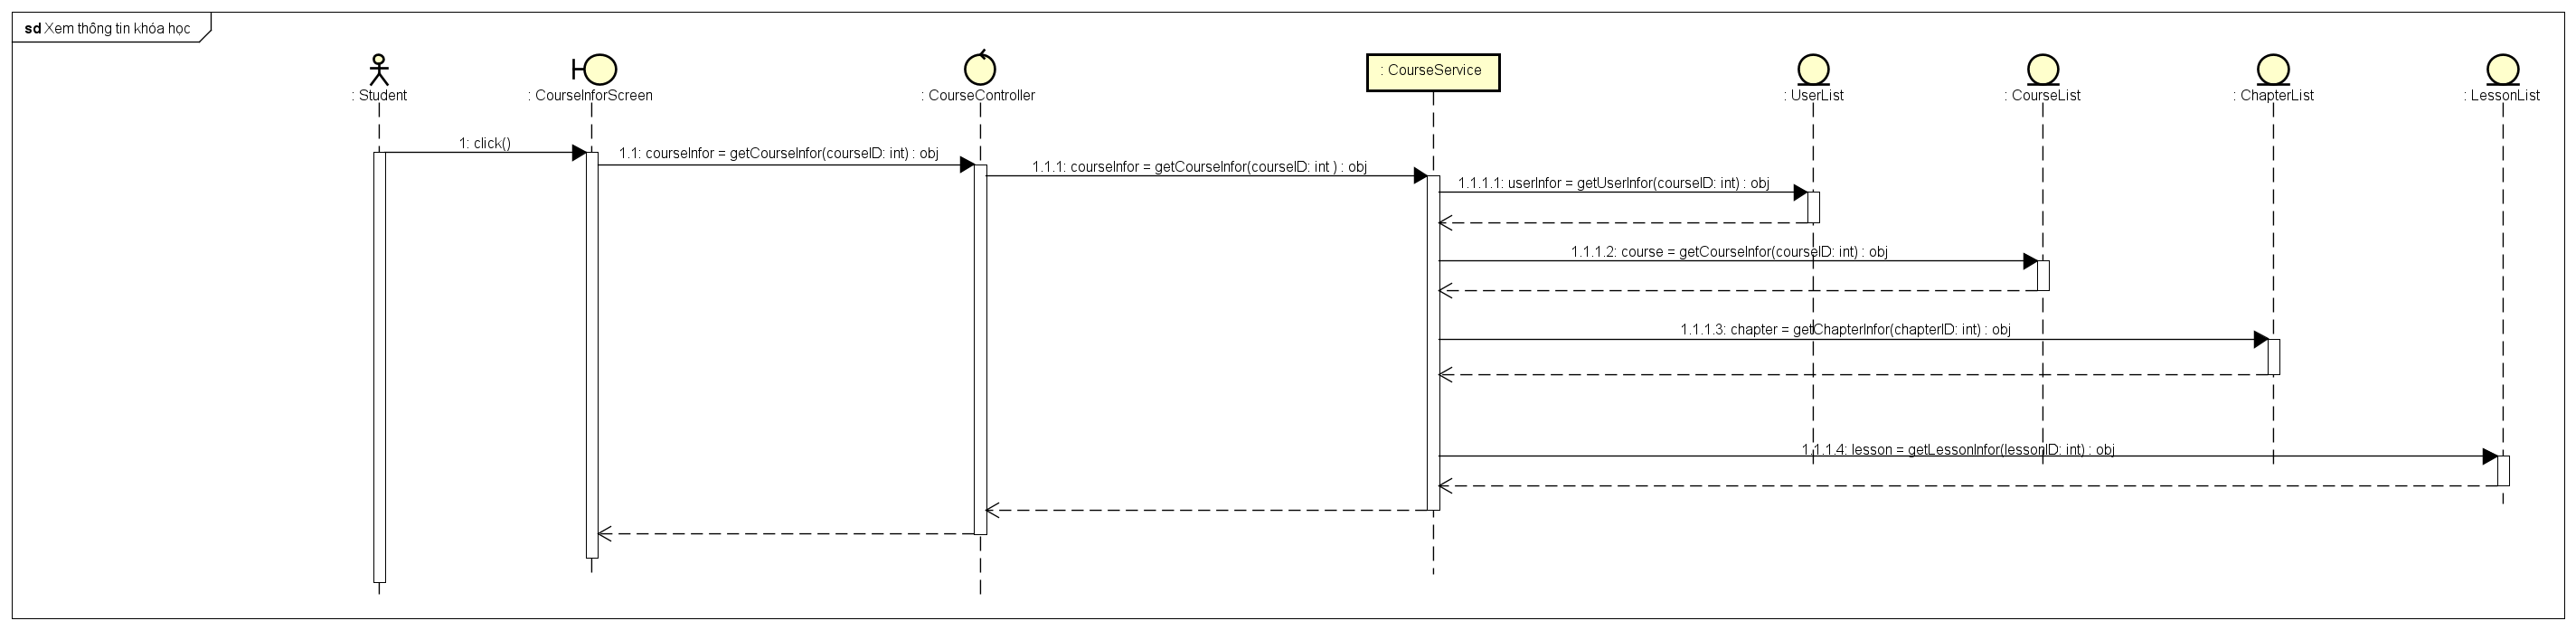 sd Xem thông tin khóa học
: Student
: CourseInforScreen
: CourseController
: CourseService
: UserList
: CourseList
: ChapterList
: LessonList
1: click()
1.1: courseInfor = getCourseInfor(courseID: int) : obj
1.1.1: courseInfor = getCourseInfor(courseID: int ) : obj
1.1.1.1: userInfor = getUserInfor(courseID: int) : obj
1.1.1.2: course = getCourseInfor(courseID: int) : obj
1.1.1.3: chapter = getChapterInfor(chapterID: int) : obj
1.1.1.4: lesson = getLessonInfor(lessonID: int) : obj